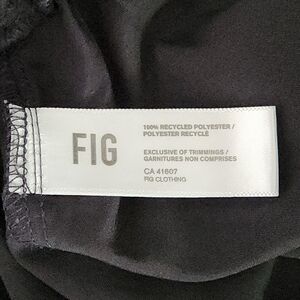 FIG
100% RECYCLED POLYESTER /
POLYESTER RECYCLÉ
EXCLUSIVE OF TRIMMINGS /
GARNITURES NON COMPRISES
CA 41607
FIG CLOTHING